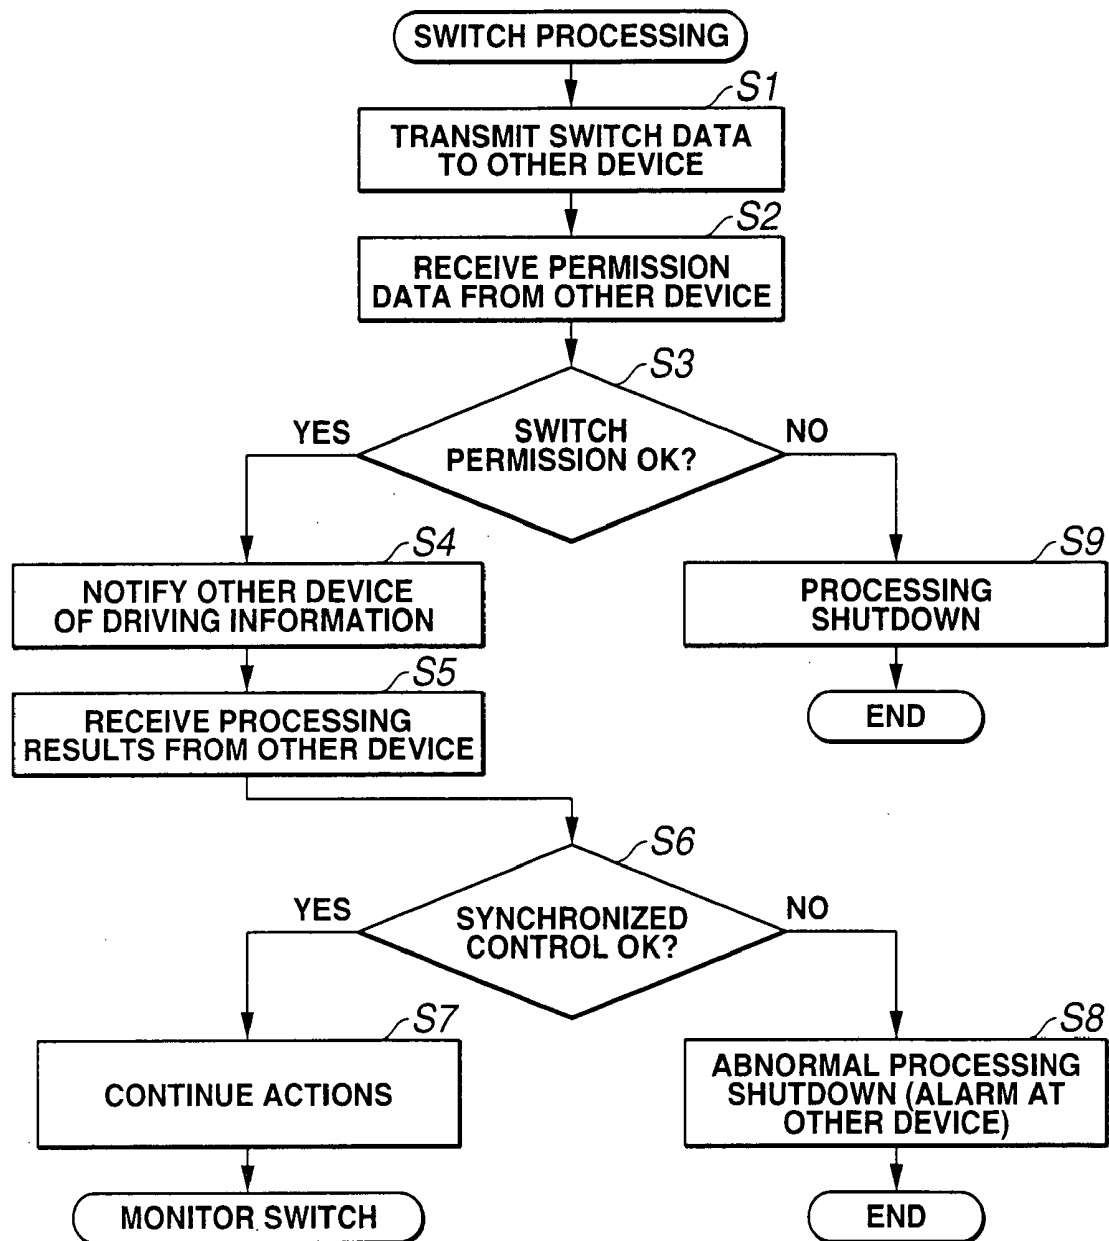 SWITCH PROCESSING
S1
TRANSMIT SWITCH DATA
TO OTHER DEVICE
S2
RECEIVE PERMISSION
DATA FROM OTHER DEVICE
S3
YES
SWITCH
PERMISSION OK?
NO
S4
NOTIFY OTHER DEVICE
OF DRIVING INFORMATION
S9
PROCESSING
SHUTDOWN
S5
RECEIVE PROCESSING
RESULTS FROM OTHER DEVICE
END
S6
YES
SYNCHRONIZED
CONTROL OK?
NO
S7
CONTINUE ACTIONS
S8
ABNORMAL PROCESSING
SHUTDOWN (ALARM AT
OTHER DEVICE)
MONITOR SWITCH
END